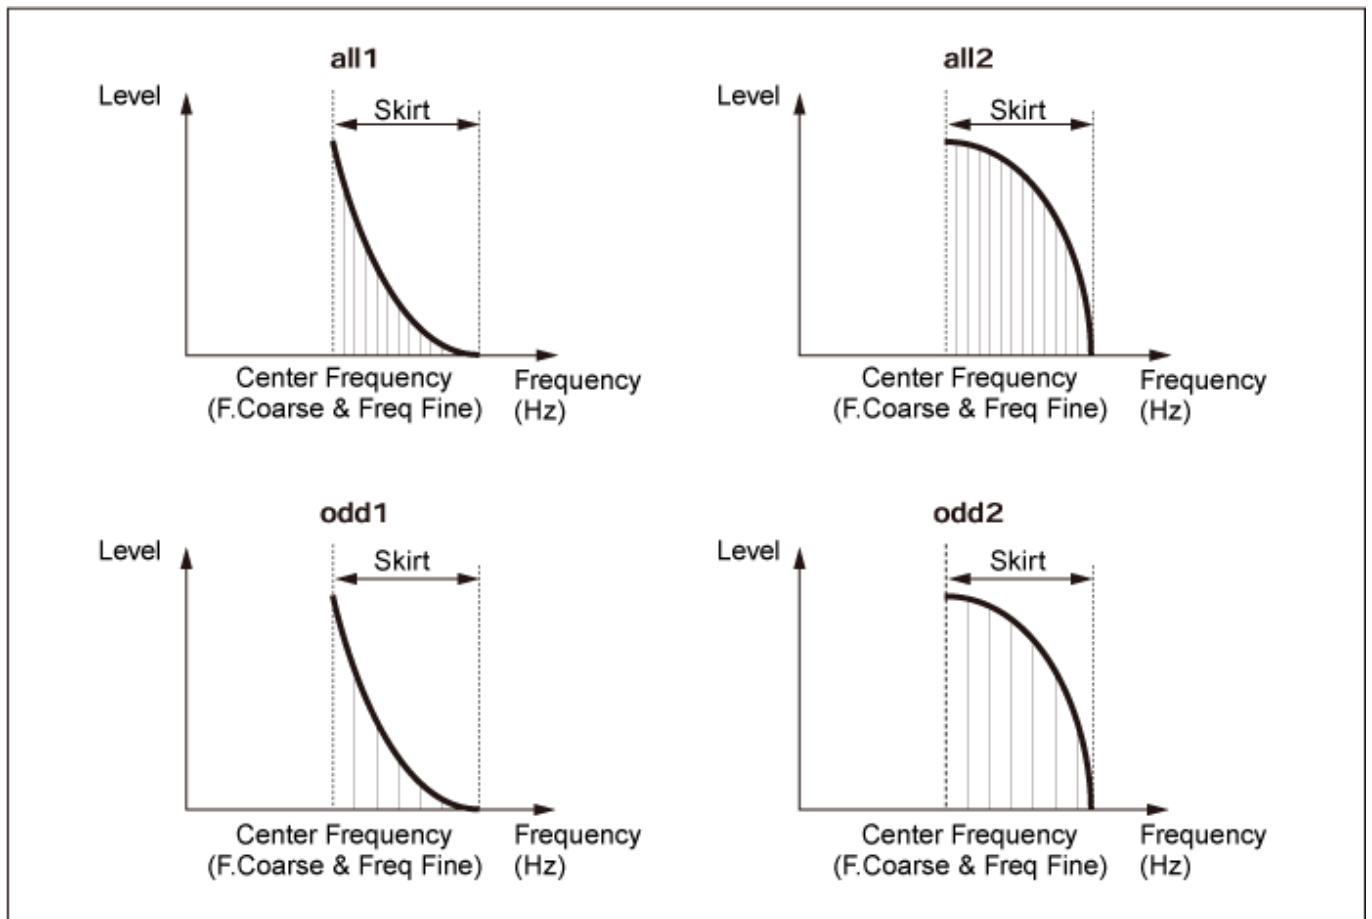 all1
Level
Skirt
Center Frequency
(F.Coarse & Freq Fine)
Frequency
(Hz)
all2
Level
Skirt
Center Frequency
(F.Coarse & Freq Fine)
Frequency
(Hz)
odd1
Level
Skirt
Center Frequency
(F.Coarse & Freq Fine)
Frequency
(Hz)
odd2
Level
Skirt
Center Frequency
(F.Coarse & Freq Fine)
Frequency
(Hz)